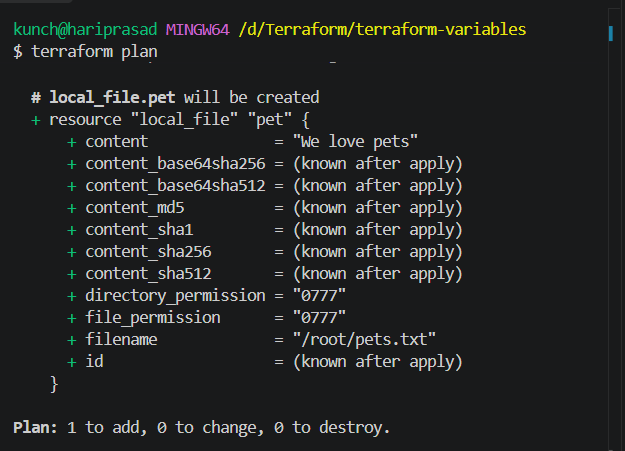 kunch@hariprasad MINGW64 /d/Terraform/terraform-variables
$ terraform plan
# local_file.pet will be created
+ resource "local_file" "pet" {
+ content = "We love pets"
+ content_base64sha256 = (known after apply)
+ content_base64sha512 = (known after apply)
+ content_md5 = (known after apply)
+ content_sha1 = (known after apply)
+ content_sha256 = (known after apply)
+ content_sha512 = (known after apply)
+ directory_permission = "0777"
+ file_permission = "0777"
+ filename = "/root/pets.txt"
+ id = (known after apply)
}
Plan: 1 to add, 0 to change, 0 to destroy.